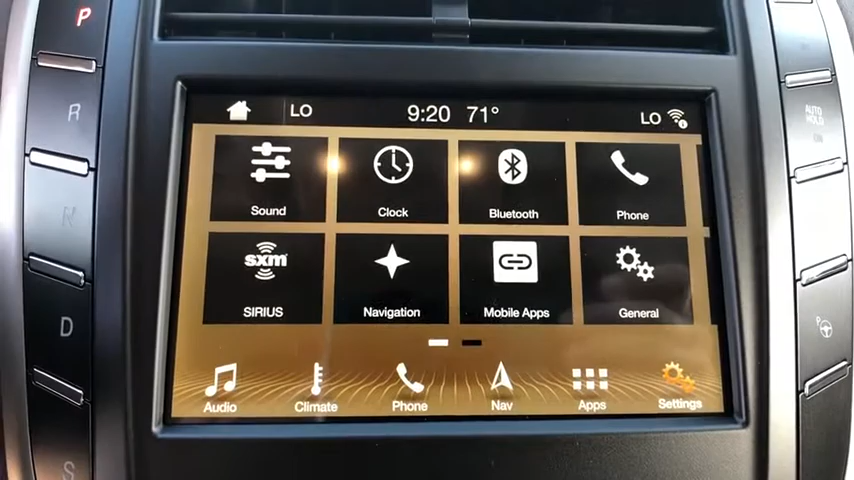 P
R
R
D
S
LO 9:20 71° LO
Sound Clock Bluetooth Phone
sxm
SIRIUS Navigation Mobile Apps General
Audio Climate Phone Nav Apps Settings
AUTO
HOLD
P